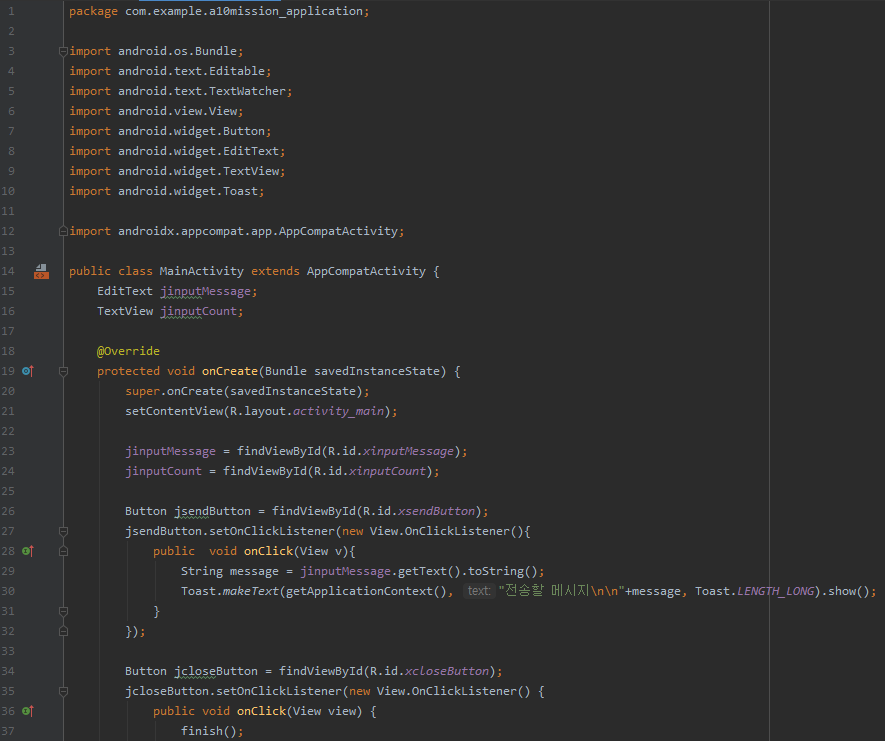 1 package com.example.a10mission_application;
2
3 import android.os.Bundle;
4 import android.text.Editable;
5 import android.text.TextWatcher;
6 import android.view.View;
7 import android.widget.Button;
8 import android.widget.EditText;
9 import android.widget.TextView;
10 import android.widget.Toast;
11
12 import androidx.appcompat.app.AppCompatActivity;
13
14 public class MainActivity extends AppCompatActivity {
15     EditText jinputMessage;
16     TextView jinputCount;
17
18     @Override
19     protected void onCreate(Bundle savedInstanceState) {
20         super.onCreate(savedInstanceState);
21         setContentView(R.layout.activity_main);
22
23         jinputMessage = findViewById(R.id.xinputMessage);
24         jinputCount = findViewById(R.id.xinputCount);
25
26         Button jsendButton = findViewById(R.id.xsendButton);
27         jsendButton.setOnClickListener(new View.OnClickListener(){
28             public  void onClick(View v){
29                 String message = jinputMessage.getText().toString();
30                 Toast.makeText(getApplicationContext(), text: "전송할 메시지\n\n"+message, Toast.LENGTH_LONG).show();
31             }
32         });
33
34         Button jcloseButton = findViewById(R.id.xcloseButton);
35         jcloseButton.setOnClickListener(new View.OnClickListener() {
36             public void onClick(View view) {
37                 finish();